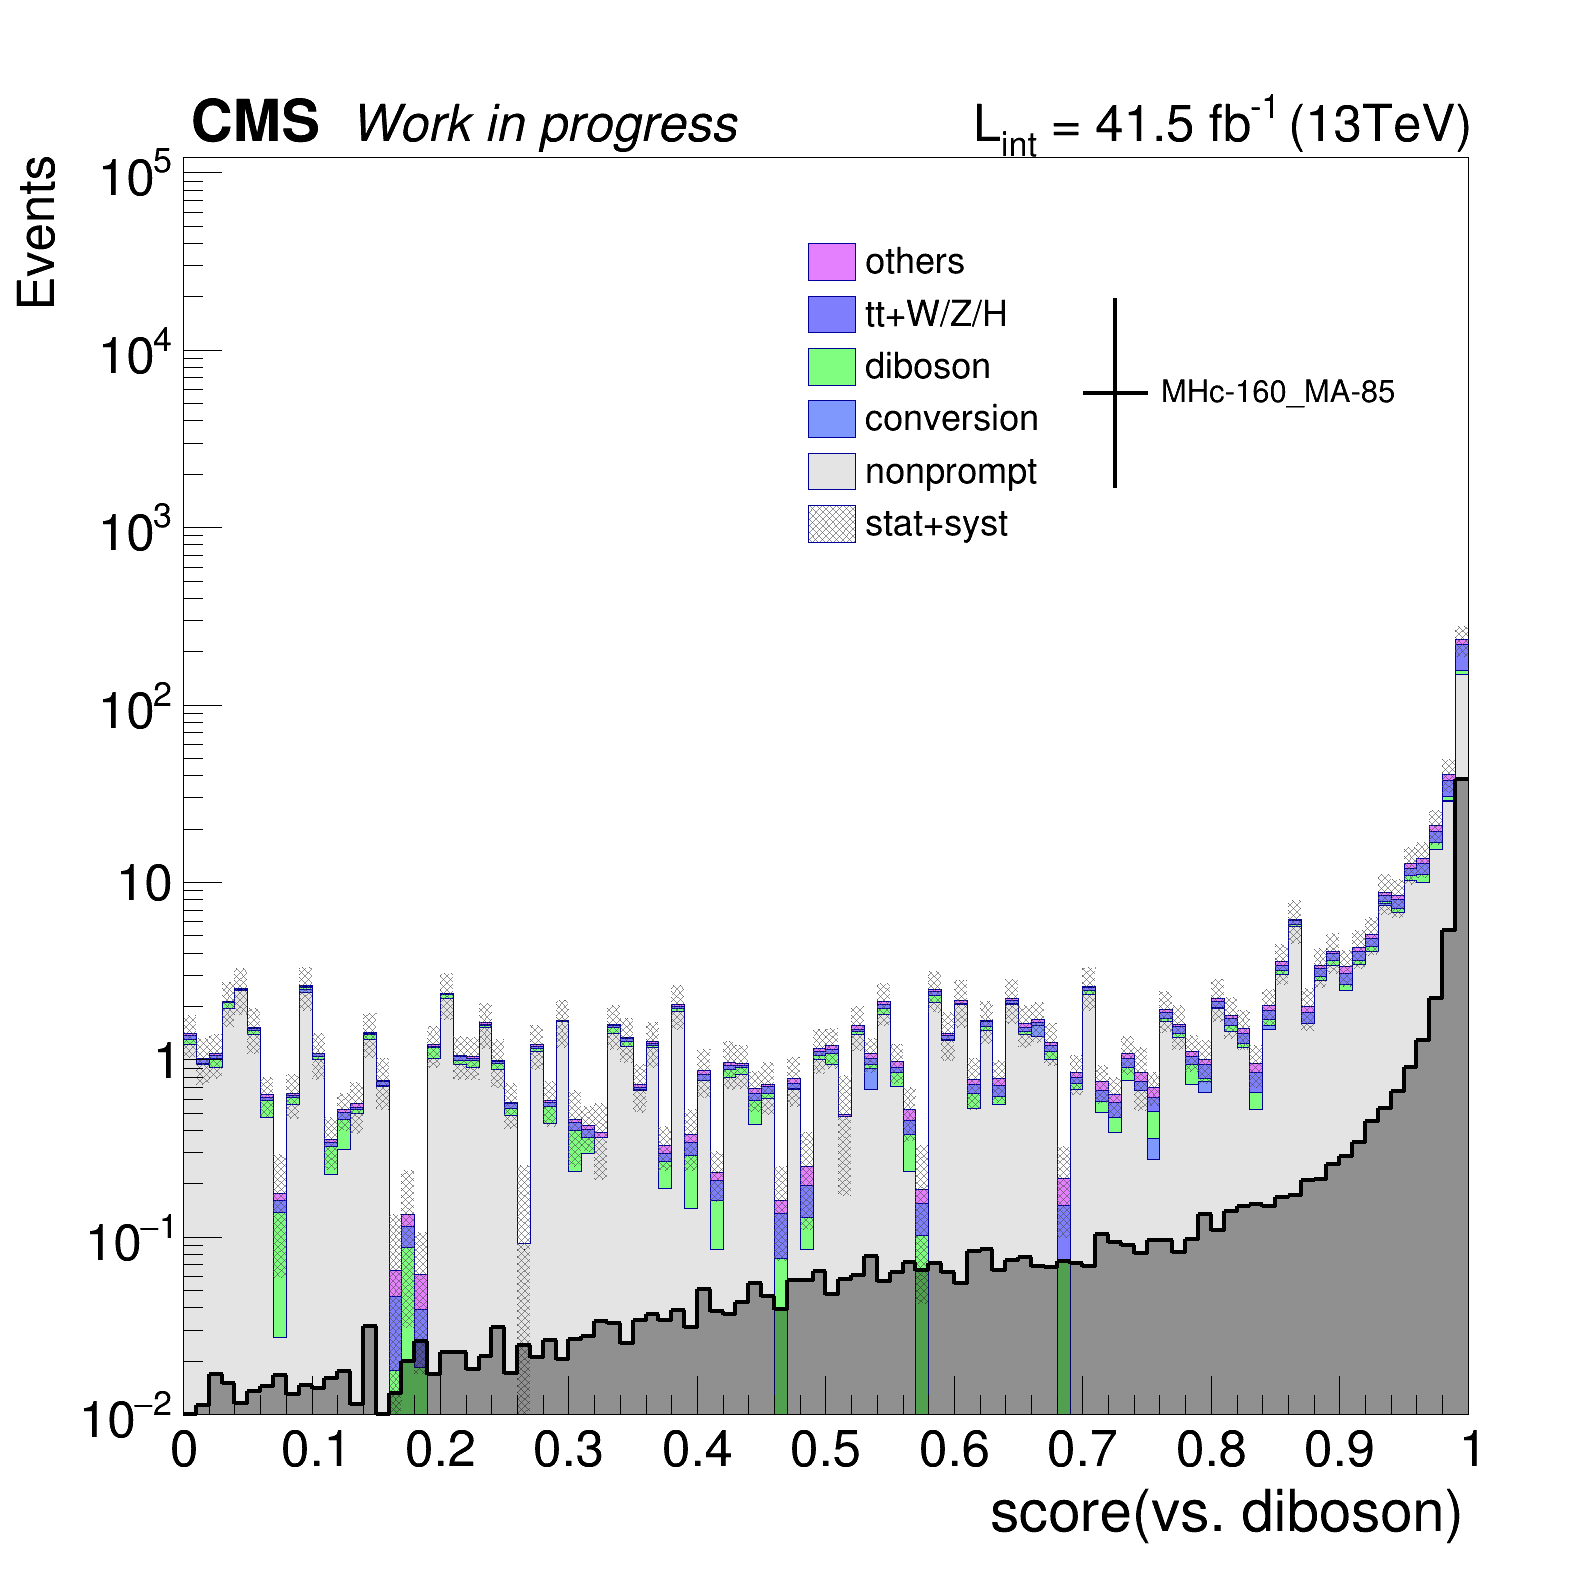 CMS Work in progress L_int = 41.5 fb^-1 (13TeV)
Events
10^5
10^4
10^3
10^2
10
1
10^−1
10^−2
others
tt+W/Z/H
diboson
conversion
nonprompt
stat+syst
MHc-160_MA-85
0 0.1 0.2 0.3 0.4 0.5 0.6 0.7 0.8 0.9 1
score(vs. diboson)